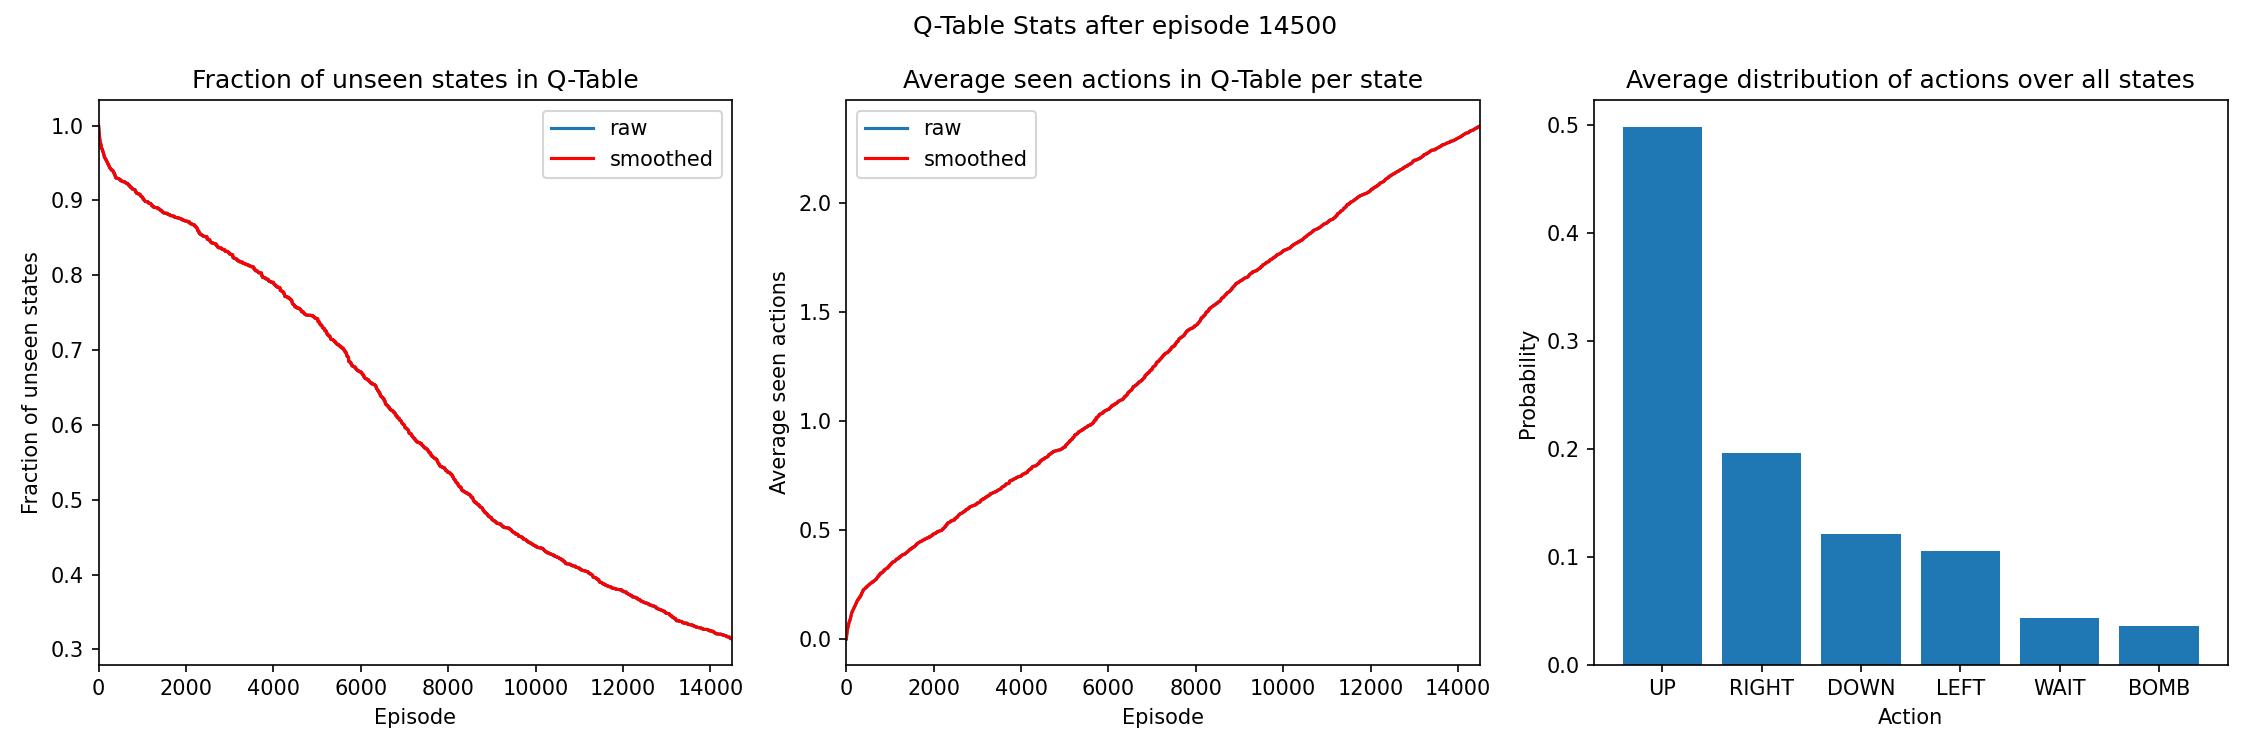 Q-Table Stats after episode 14500
Fraction of unseen states in Q-Table
1.0
0.9
0.8
0.7
0.6
0.5
0.4
0.3
Fraction of unseen states
raw
smoothed
0 2000 4000 6000 8000 10000 12000 14000
Episode
Average seen actions in Q-Table per state
2.0
1.5
1.0
0.5
0.0
Average seen actions
raw
smoothed
0 2000 4000 6000 8000 10000 12000 14000
Episode
Average distribution of actions over all states
0.5
0.4
0.3
0.2
0.1
0.0
Probability
UP RIGHT DOWN LEFT WAIT BOMB
Action